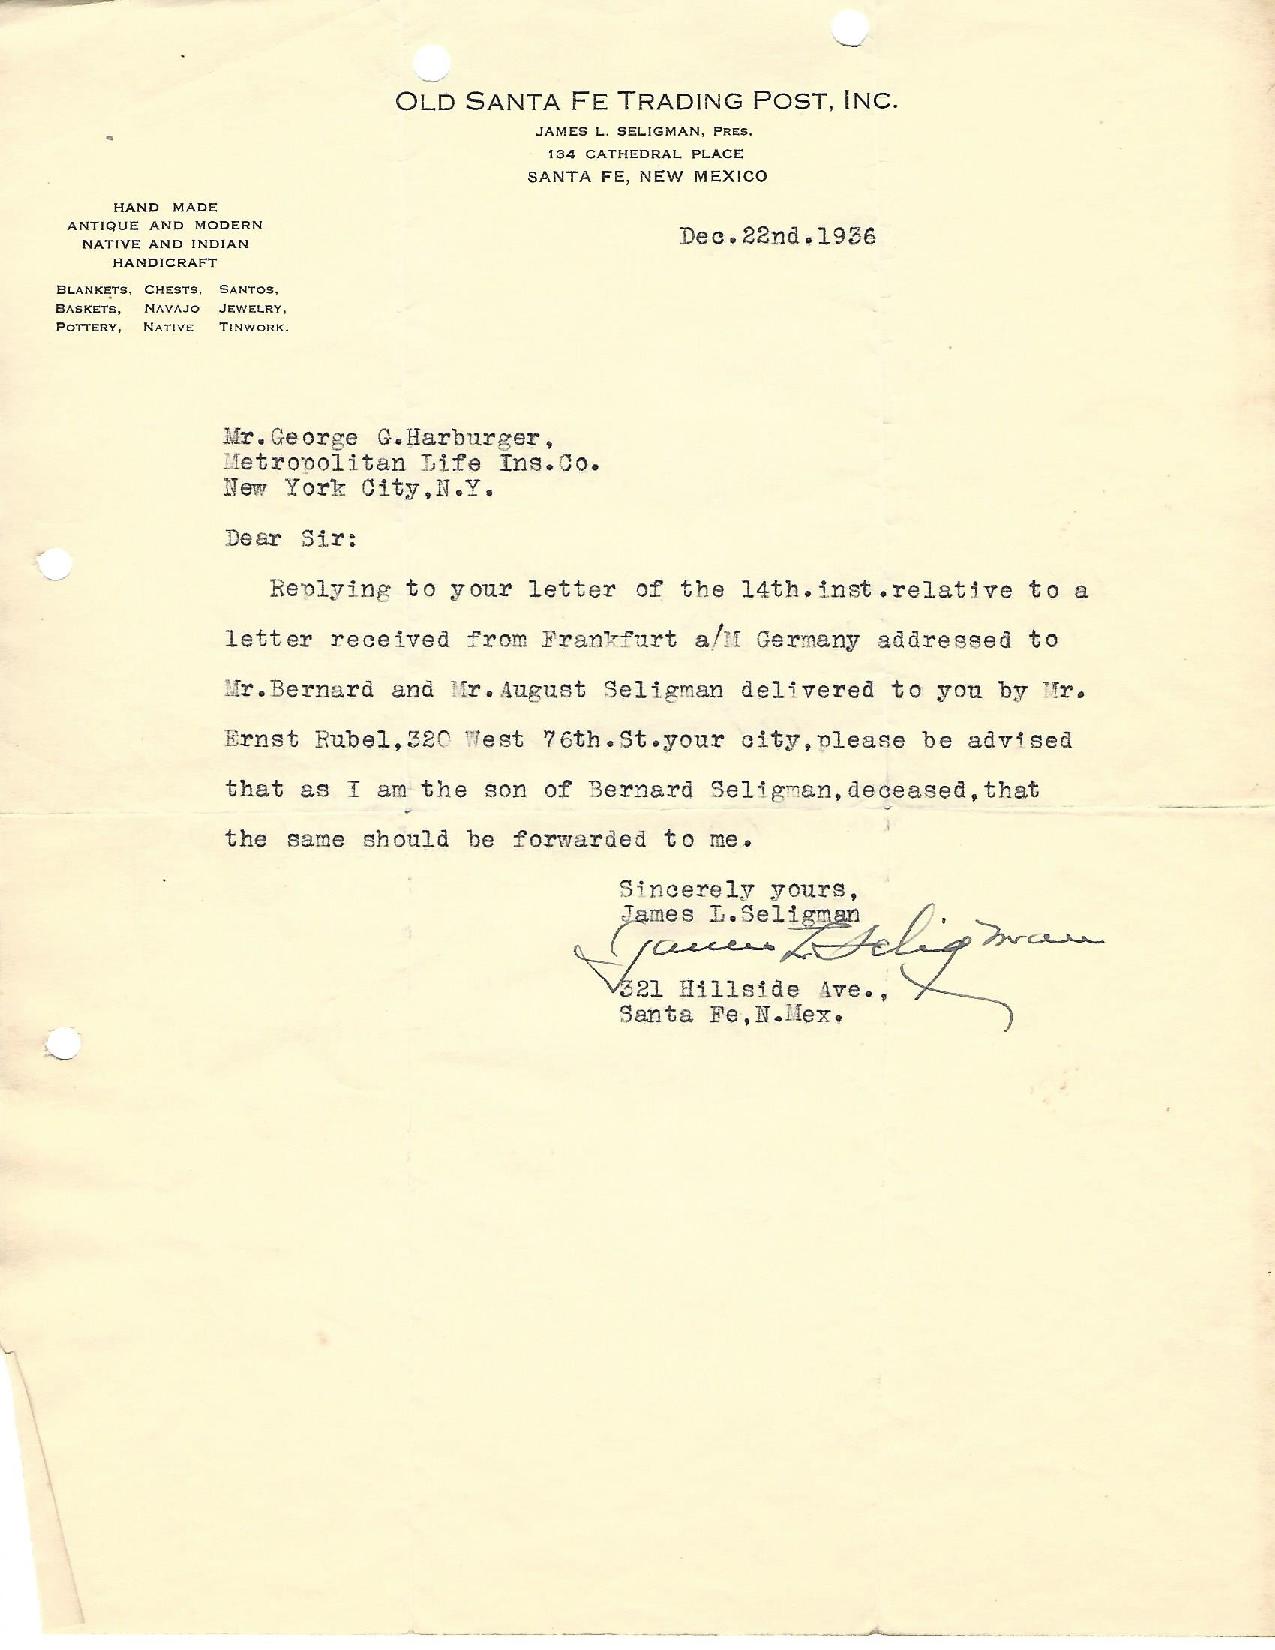 OLD SANTA FE TRADING POST, INC.
JAMES L. SELIGMAN, PRES.
134 CATHEDRAL PLACE
SANTA FE, NEW MEXICO
HAND MADE
ANTIQUE AND MODERN
NATIVE AND INDIAN
HANDICRAFT
BLANKETS, CHESTS, SANTOS,
BASKETS, NAVAJO JEWELRY,
POTTERY, NATIVE TINWORK.
Dec.22nd.1936
Mr.George G.Harburger,
Metropolitan Life Ins.Co.
New York City,N.Y.
Dear Sir:
Replying to your letter of the 14th.inst.relative to a
letter received from Frankfurt a/M Germany addressed to
Mr.Bernard and Mr.August Seligman delivered to you by Mr.
Ernst Rubel,320 West 76th.St.your city,please be advised
that as I am the son of Bernard Seligman,deceased,that
the same should be forwarded to me.
Sincerely yours,
James L.Seligman
James L. Seligman
321 Hillside Ave.,
Santa Fe,N.Mex.